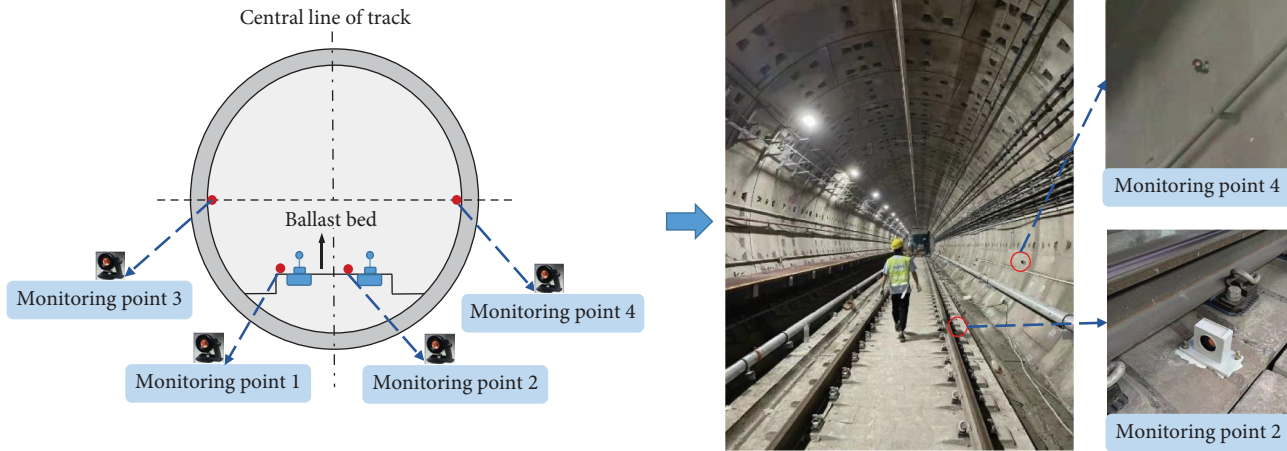 Central line of track
Ballast bed
Monitoring point 3
Monitoring point 4
Monitoring point 1
Monitoring point 2
Monitoring point 4
Monitoring point 2